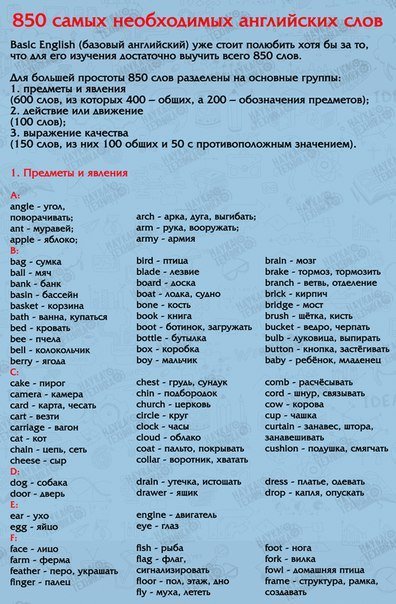 850 самых необходимых английских слов
Basic English (базовый английский) уже стоит полюбить хотя бы за то,
что для его изучения достаточно выучить всего 850 слов.
Для большей простоты 850 слов разделены на основные группы:
1. предметы и явления
(600 слов, из которых 400 – общих, а 200 – обозначения предметов);
2. действие или движение
(100 слов);
3. выражение качества
(150 слов, из них 100 общих и 50 с противоположным значением).
1. Предметы и явления
A:
angle - угол,
поворачивать;
ant - муравей;
apple - яблоко;
arch - арка, дуга, выгибать;
arm - рука, вооружать;
army - армия
B:
bag - сумка
ball - мяч
bank - банк
basin - бассейн
basket - корзина
bath - ванна, купаться
bed - кровать
bee - пчела
bell - колокольчик
berry - ягода
bird - птица
blade - лезвие
board - доска
boat - лодка, судно
bone - кость
book - книга
boot - ботинок, загружать
bottle - бутылка
box - коробка
boy - мальчик
brain - мозг
brake - тормоз, тормозить
branch - ветвь, отделение
brick - кирпич
bridge - мост
brush - щётка, кисть
bucket - ведро, черпать
bulb - луковица, выпирать
button - кнопка, застёгивать
baby - ребёнок, младенец
C:
cake - пирог
camera - камера
card - карта, чесать
cart - везти
carriage - вагон
cat - кот
chain - цепь, сеть
cheese - сыр
chest - грудь, сундук
chin - подбородок
church - церковь
circle - круг
clock - часы
cloud - облако
coat - пальто, покрывать
collar - воротник, хватать
comb - расчёсывать
cord - шнур, связывать
cow - корова
cup - чашка
curtain - занавес, штора,
занавешивать
cushion - подушка, смягчать
D:
dog - собака
door - дверь
drain - утечка, истощать
drawer - ящик
dress - платье, одевать
drop - капля, опускать
E:
ear - ухо
egg - яйцо
engine - двигатель
eye - глаз
F:
face - лицо
farm - ферма
feather - перо, украшать
finger - палец
fish - рыба
flag - флаг,
сигнализировать
floor - пол, этаж, дно
fly - муха, лететь
foot - нога
fork - вилка
fowl - домашняя птица
frame - структура, рамка,
создавать